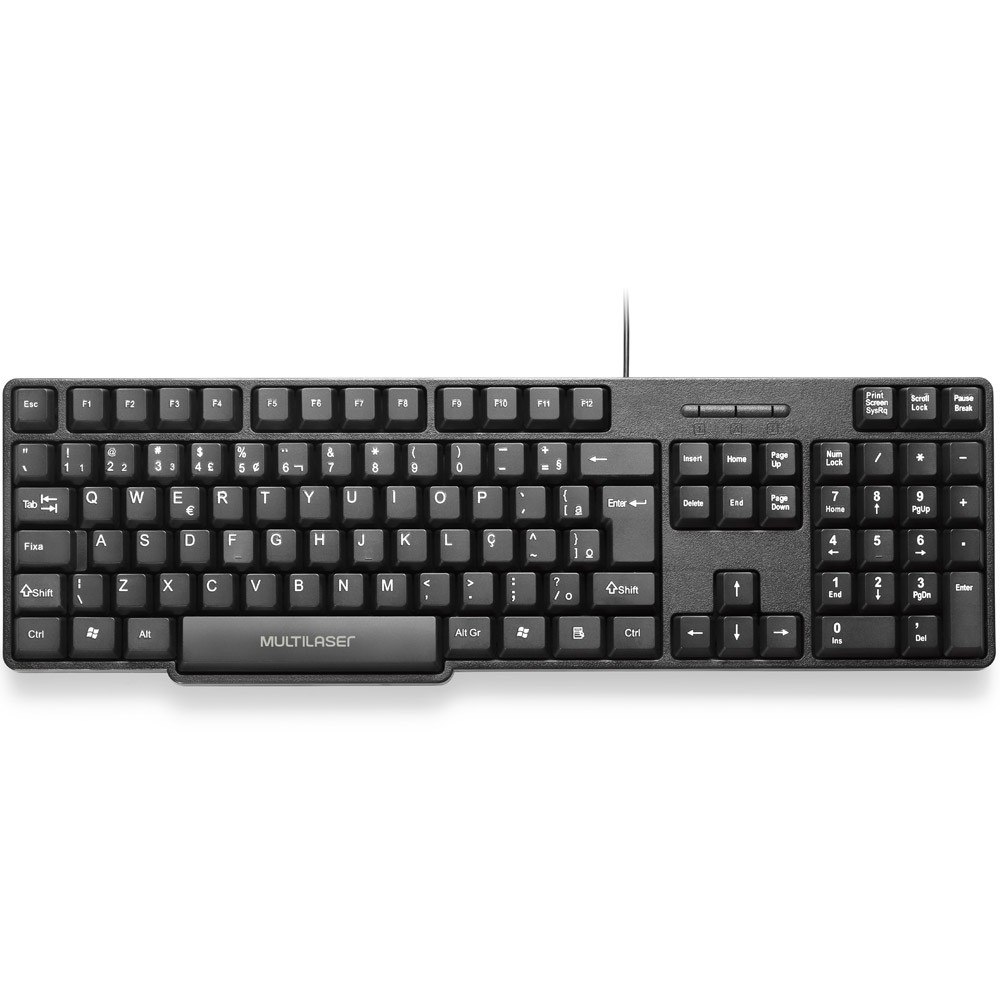 Esc F1 F2 F3 F4 F5 F6 F7 F8 F9 F10 F11 F12 Print Screen SysRq Scroll Lock Pause Break
" ' ! 1 1 @ 2 2 # 3 3 $ 4 £ % 5 ¢ ¨ 6 ¬ & 7 * 8 ( 9 ) 0 _ - + = § ← Insert Home Page Up Num Lock / * -
Tab Q W E € R T Y U I O P ` ´ { [ ª Enter ← Delete End Page Down 7 Home 8 ↑ 9 PgUp +
Fixa A S D F G H J K L Ç ^ ~ } ] º 4 ← 5 6 → .
⇧Shift | \ Z X C V B N M < , > . : ; ? / ° ⇧Shift ↑ 1 End 2 ↓ 3 PgDn Enter
Ctrl Alt MULTILASER Alt Gr Ctrl ← ↓ → 0 Ins , Del